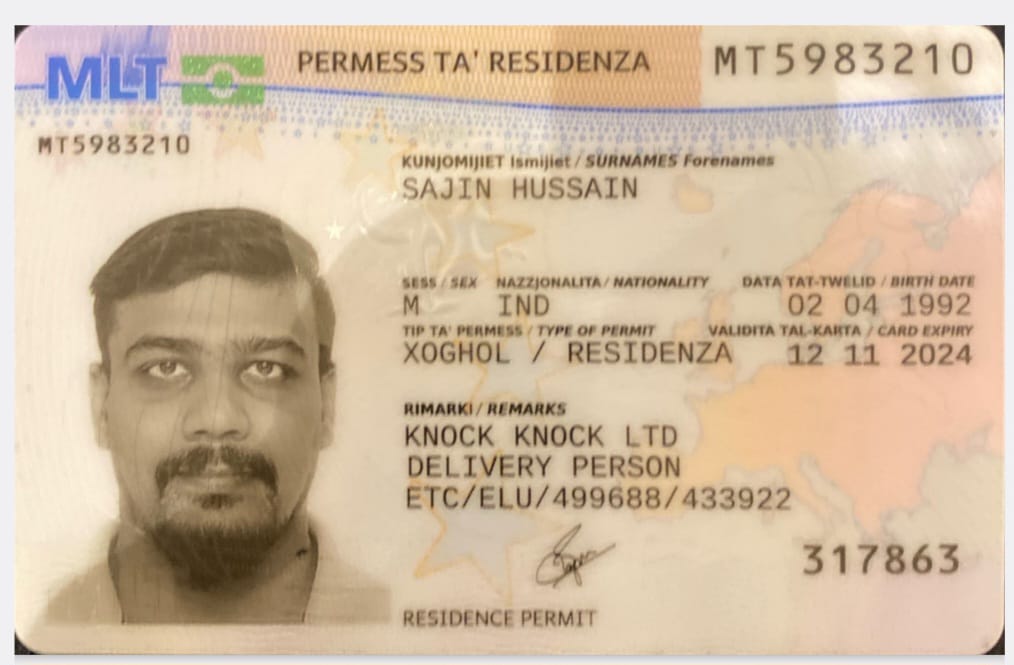 MLT
PERMESS TA' RESIDENZA
MT5983210
MT5983210
KUNJOMIJIET Ismijiet / SURNAMES Forenames
SAJIN HUSSAIN
SESS / SEX NAZZJONALITA / NATIONALITY DATA TAT-TWELID / BIRTH DATE
M IND 02 04 1992
TIP TA' PERMESS / TYPE OF PERMIT VALIDITA TAL-KARTA / CARD EXPIRY
XOGHOL / RESIDENZA 12 11 2024
RIMARKI / REMARKS
KNOCK KNOCK LTD
DELIVERY PERSON
ETC/ELU/499688/433922
317863
RESIDENCE PERMIT